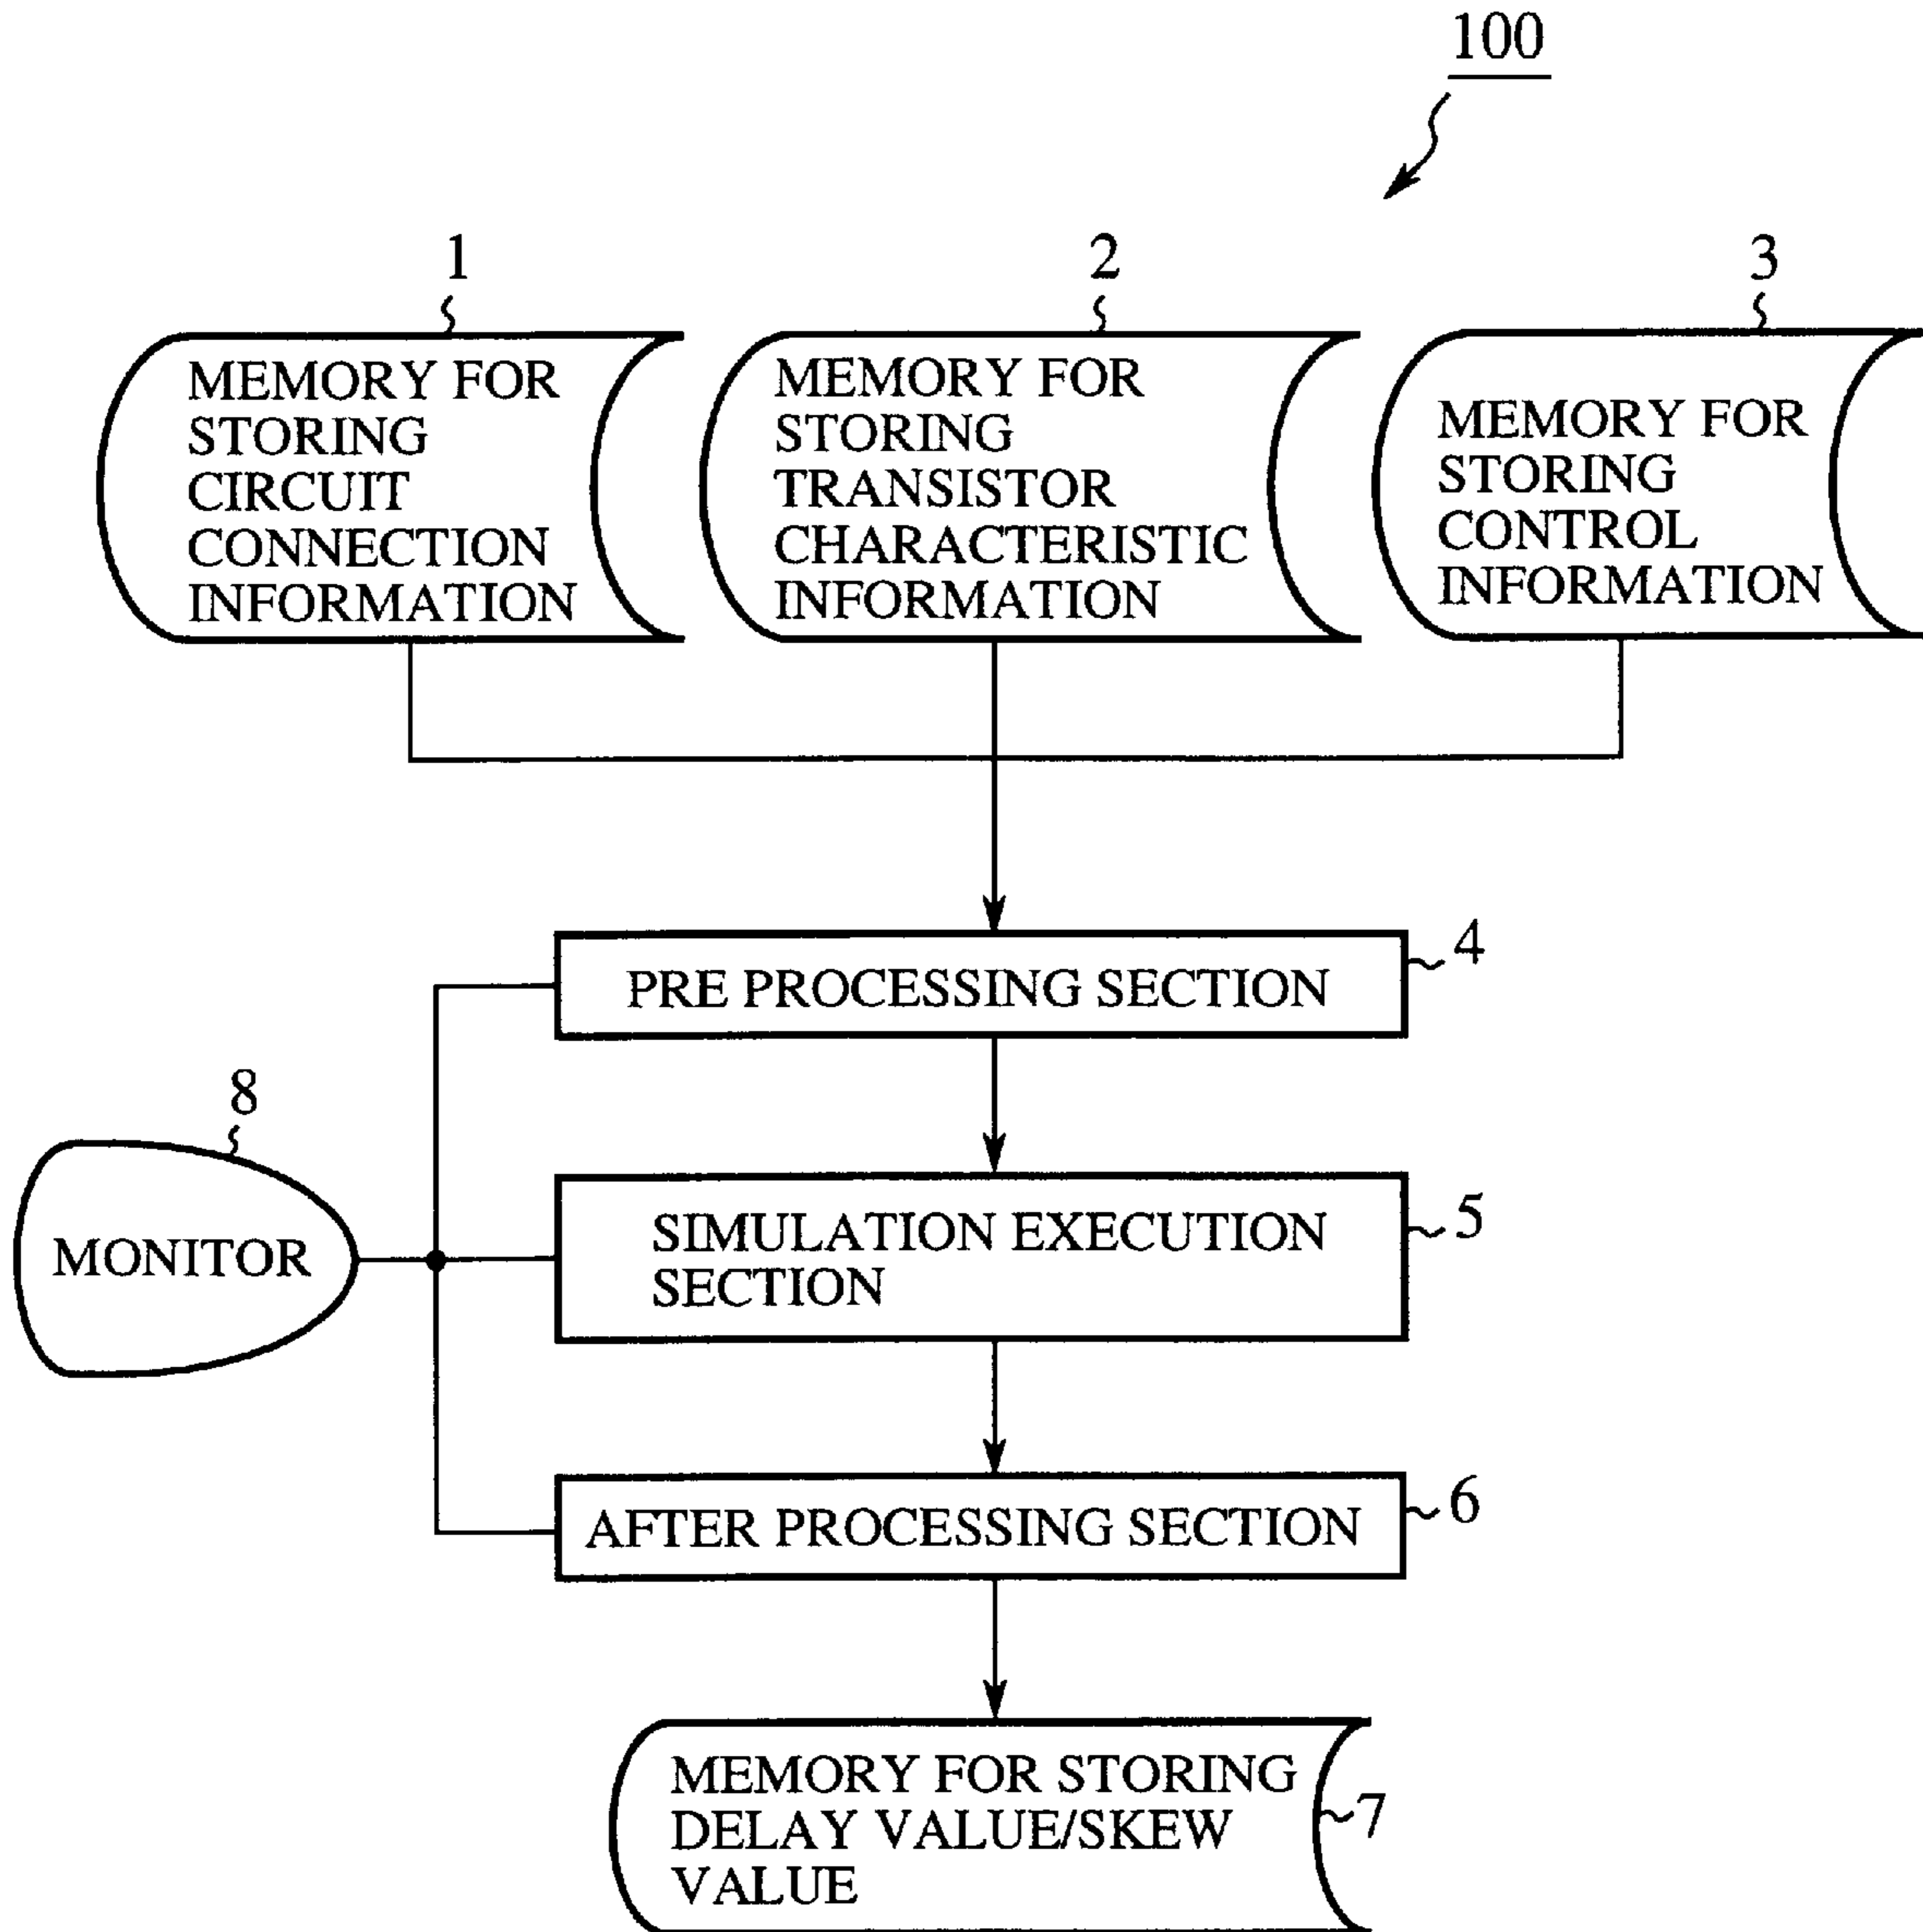 100
1
2
3
MEMORY FOR
STORING
CIRCUIT
CONNECTION
INFORMATION
MEMORY FOR
STORING
TRANSISTOR
CHARACTERISTIC
INFORMATION
MEMORY FOR
STORING
CONTROL
INFORMATION
4
PRE PROCESSING SECTION
8
MONITOR
5
SIMULATION EXECUTION
SECTION
6
AFTER PROCESSING SECTION
7
MEMORY FOR STORING
DELAY VALUE/SKEW
VALUE